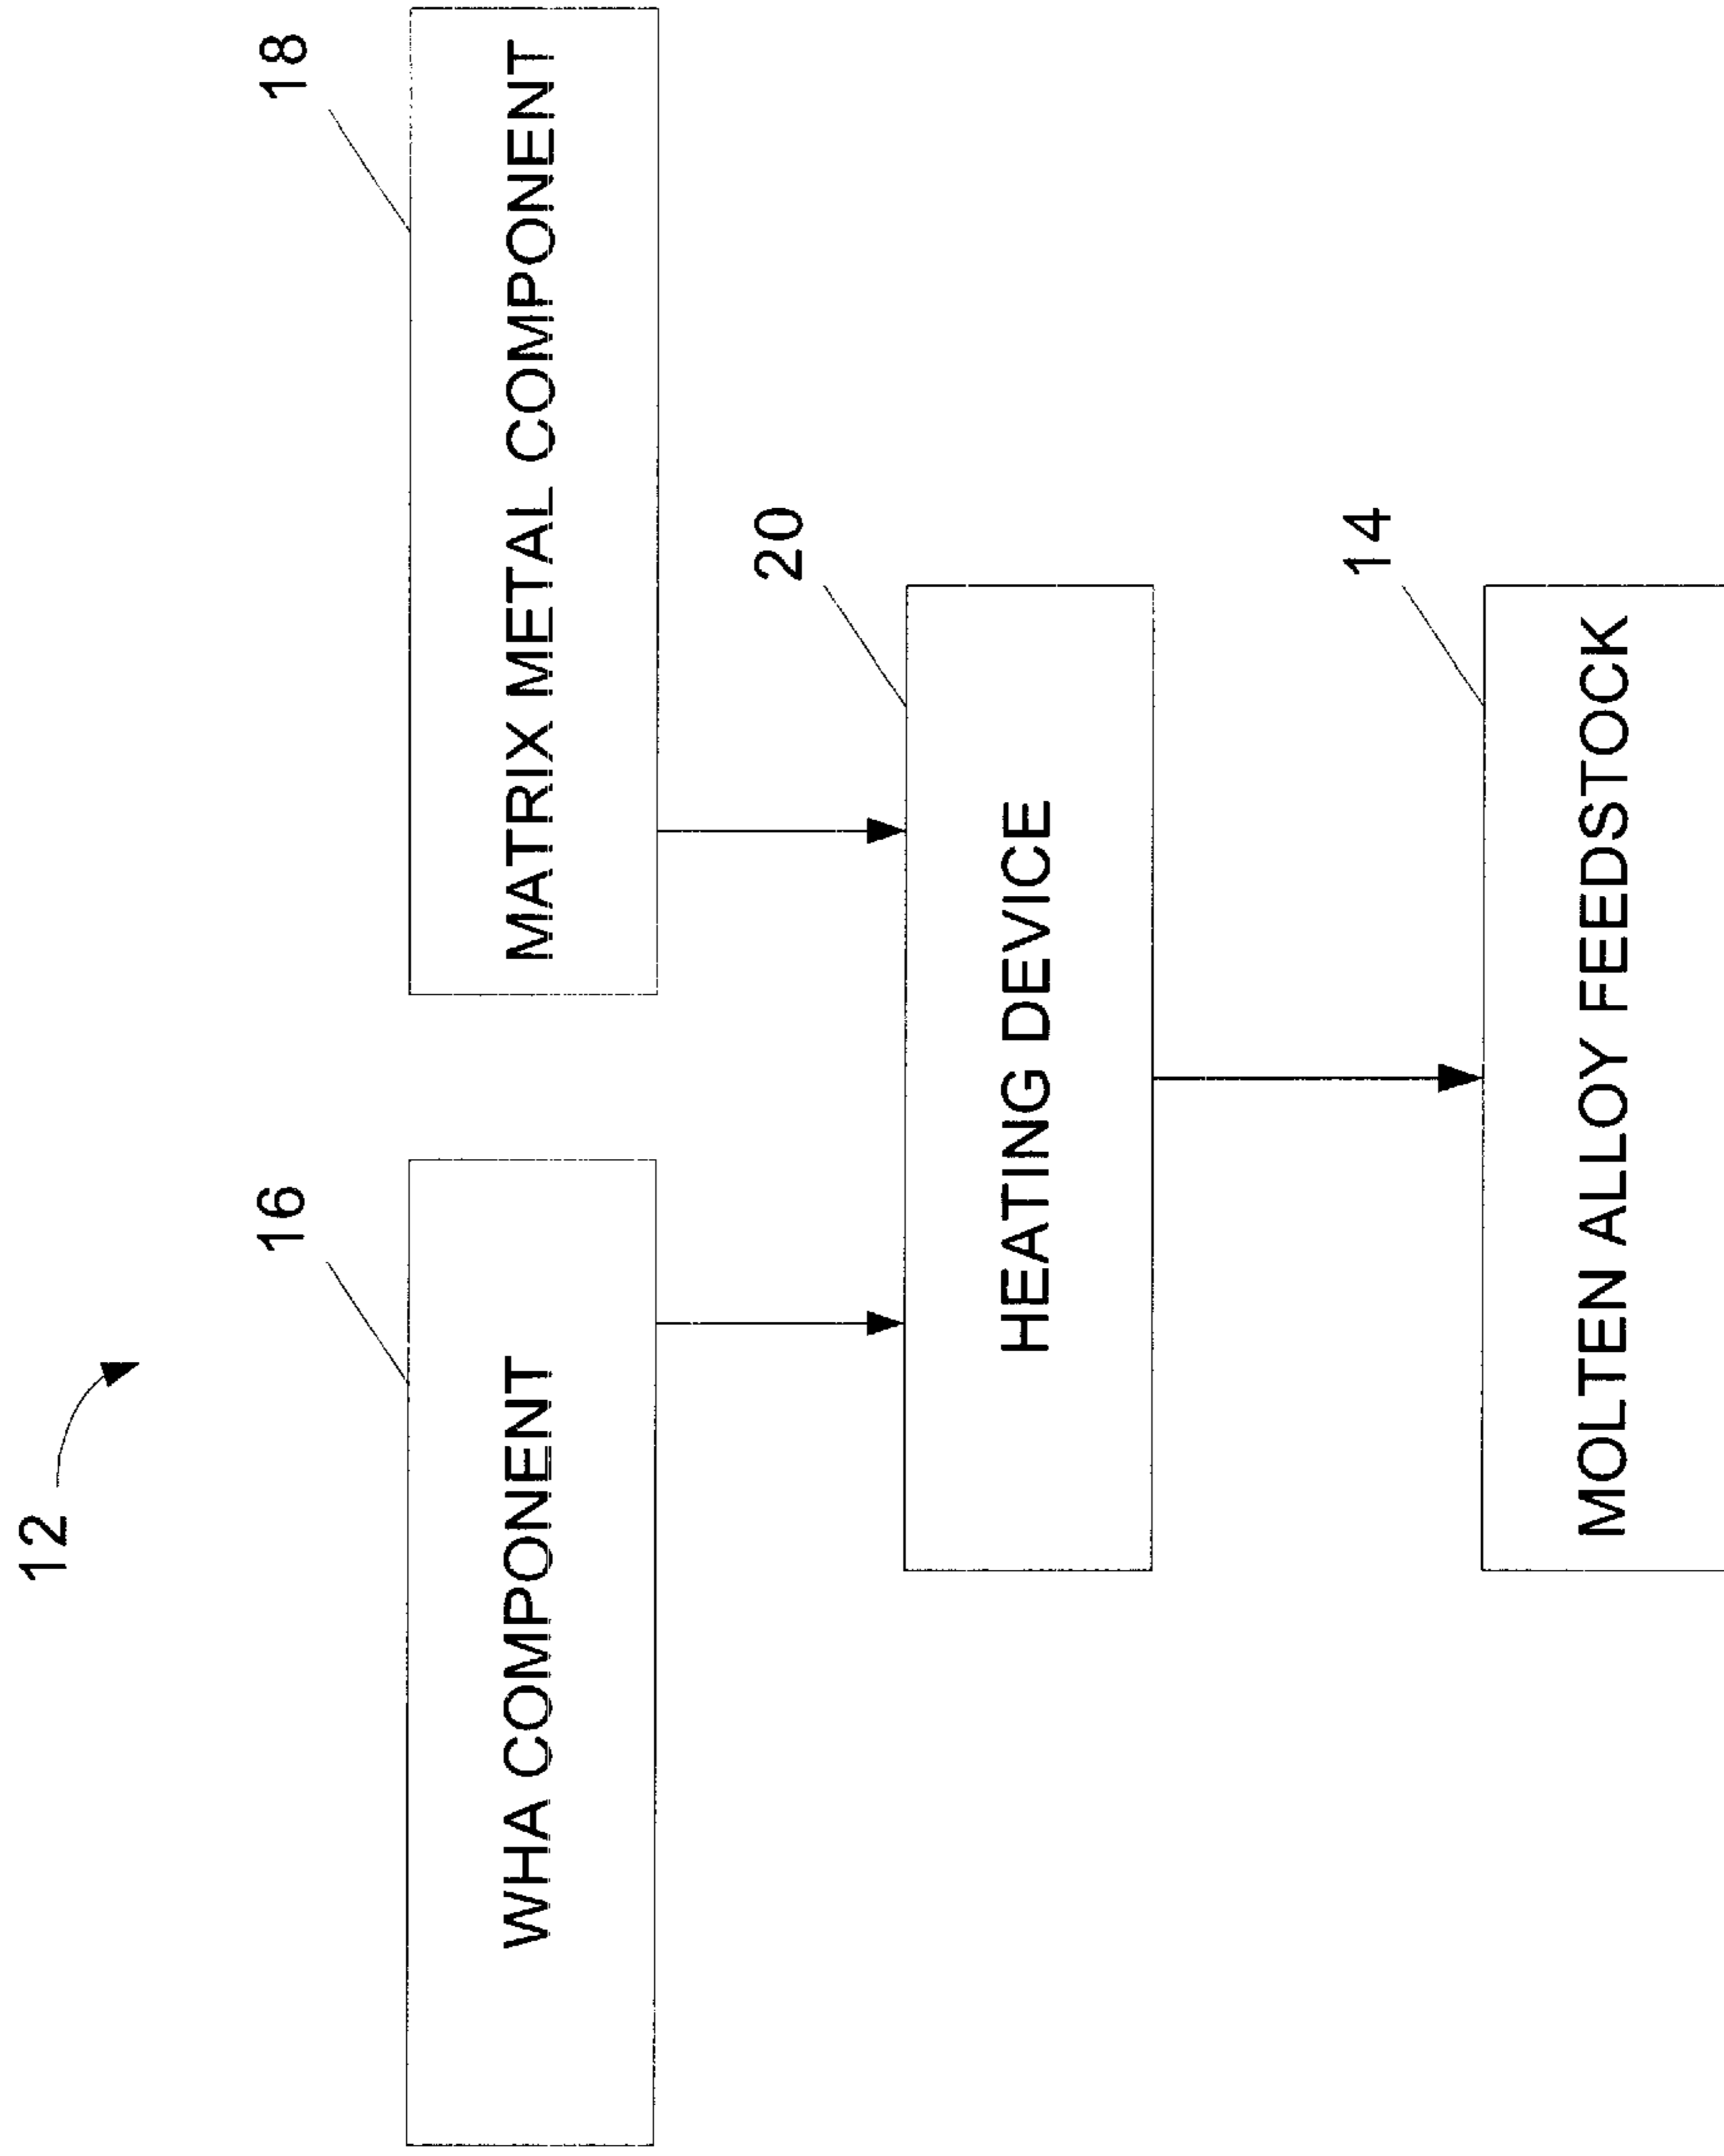 12
16
WHA COMPONENT
18
MATRIX METAL COMPONENT
20
HEATING DEVICE
14
MOLTEN ALLOY FEEDSTOCK